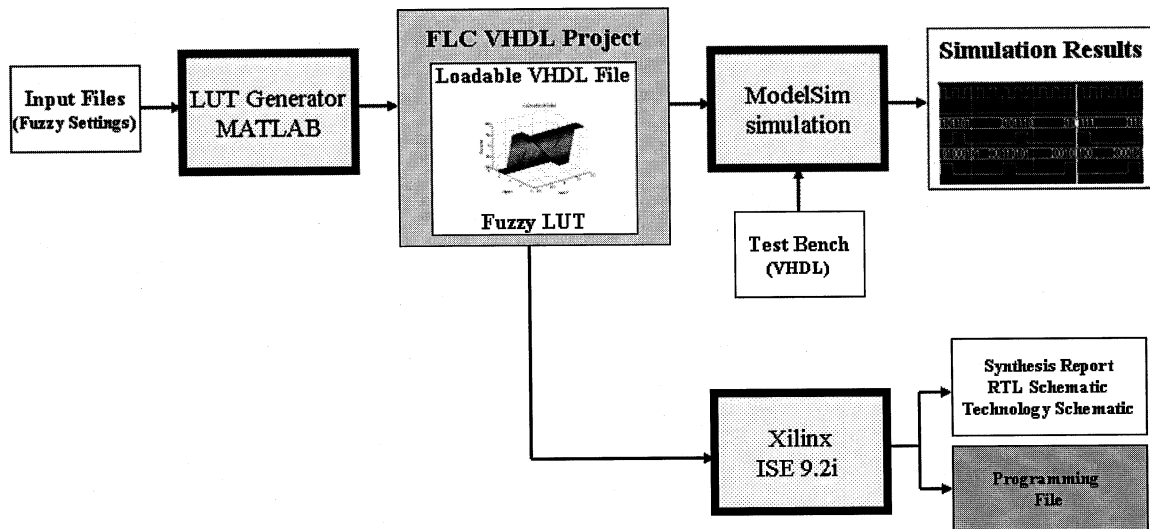 Input Files
(Fuzzy Settings)
LUT Generator
MATLAB
FLC VHDL Project
Loadable VHDL File
Fuzzy LUT
ModelSim
simulation
Test Bench
(VHDL)
Simulation Results
Xilinx
ISE 9.2i
Synthesis Report
RTL Schematic
Technology Schematic
Programming
File